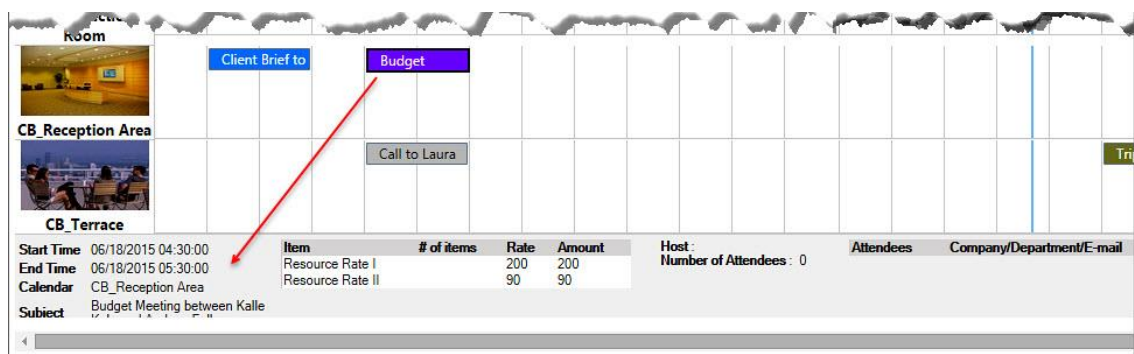 Room
Client Brief to
Budget
CB_Reception Area
Call to Laura
CB_Terrace
Start Time 06/18/2015 04:30:00
End Time 06/18/2015 05:30:00
Calendar CB_Reception Area
Subject Budget Meeting between Kalle
Item # of items Rate Amount
Resource Rate I 200 200
Resource Rate II 90 90
Host :
Number of Attendees : 0
Attendees Company/Department/E-mail